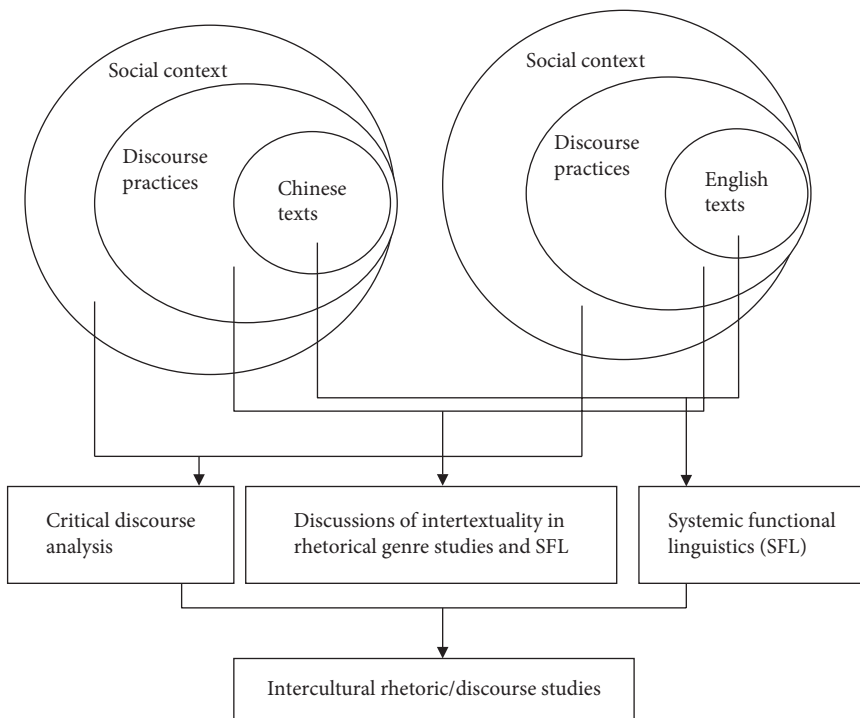 Social context
Discourse
practices
Chinese
texts
Social context
Discourse
practices
English
texts
Critical discourse
analysis
Discussions of intertextuality in
rhetorical genre studies and SFL
Systemic functional
linguistics (SFL)
Intercultural rhetoric/discourse studies